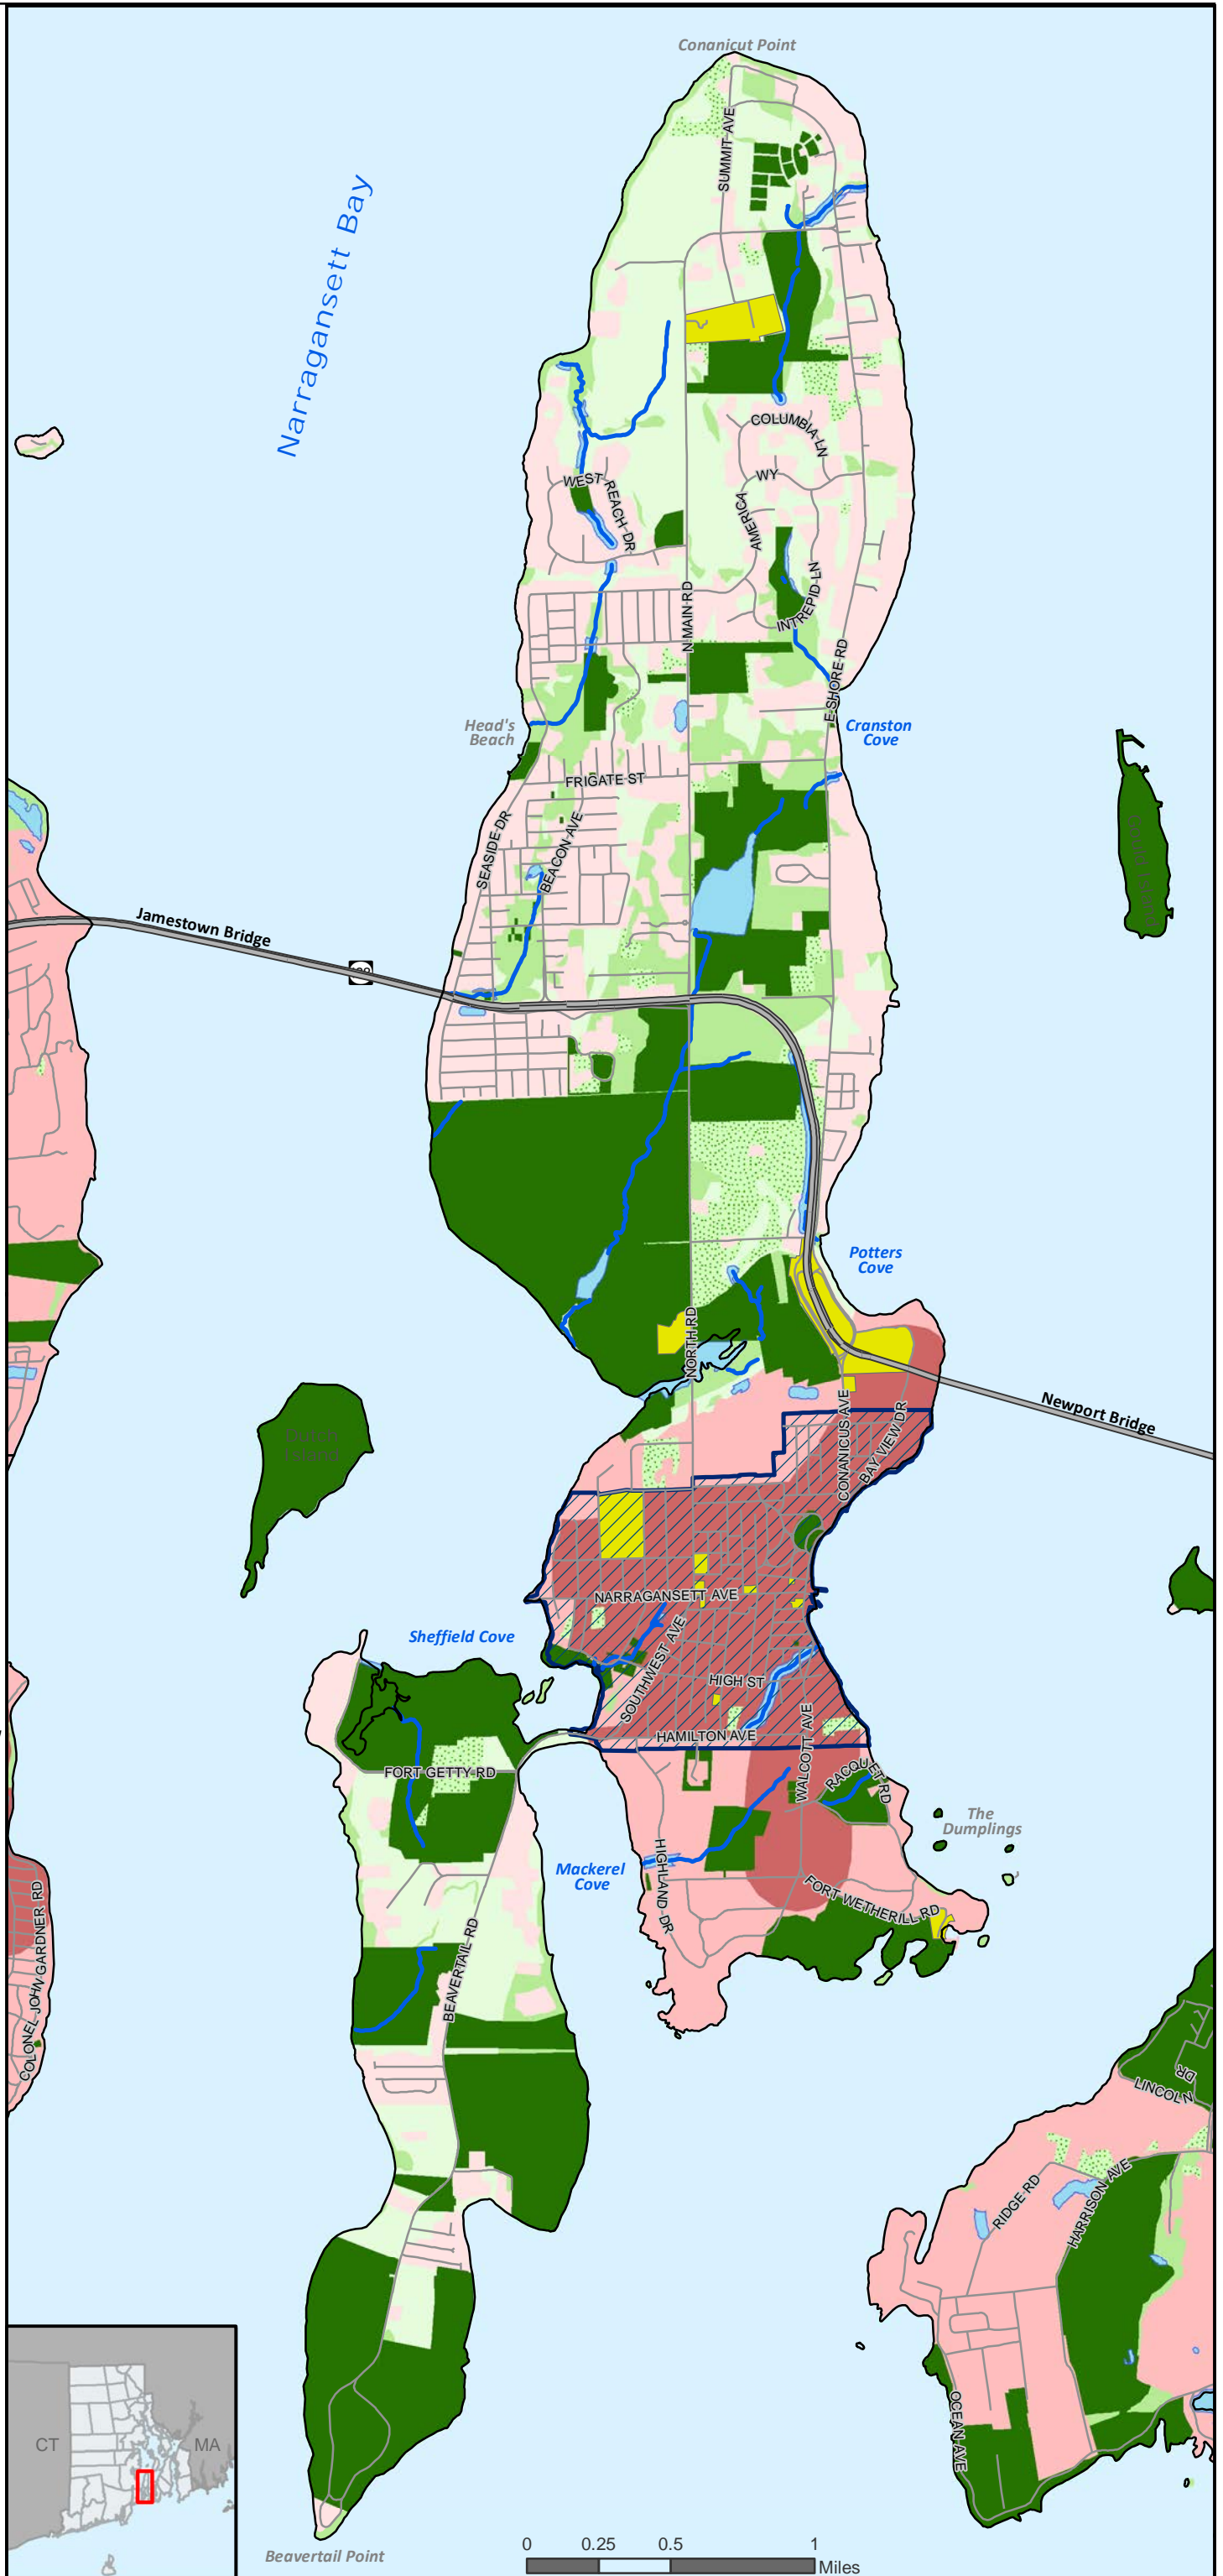 Conanicut Point
SUMMIT AVE
Narragansett Bay
COLUMBIA LN
WEST REACH DR
WY
AMERICA
INTREPID LN
N MAIN RD
E SHORE RD
Head's
Beach
Cranston
Cove
FRIGATE ST
SEASIDE DR
BEACON AVE
Gould Island
Jamestown Bridge
Potters
Cove
NORTH RD
Newport Bridge
CONANICUS AVE
BAY VIEW DR
Dutch
Island
NARRAGANSETT AVE
Sheffield Cove
SOUTHWEST AVE
HIGH ST
HAMILTON AVE
WALCOTT AVE
RACQUET RD
FORT GETTY RD
The
Dumplings
Mackerel
Cove
HIGHLAND DR
FORT WETHERILL RD
COLONEL JOHN GARDNER RD
BEAVERTAIL RD
LINCOLN
DR
RIDGE RD
HARRISON AVE
OCEAN AVE
CT
MA
0 0.25 0.5 1
Miles
Beavertail Point